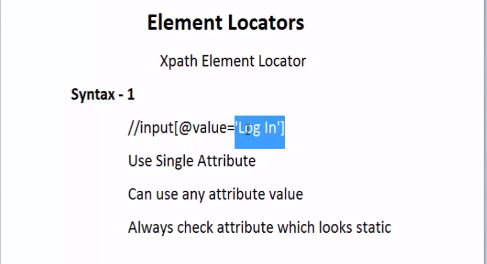 Element Locators
Xpath Element Locator
Syntax - 1
//input[@value='Log In']
Use Single Attribute
Can use any attribute value
Always check attribute which looks static